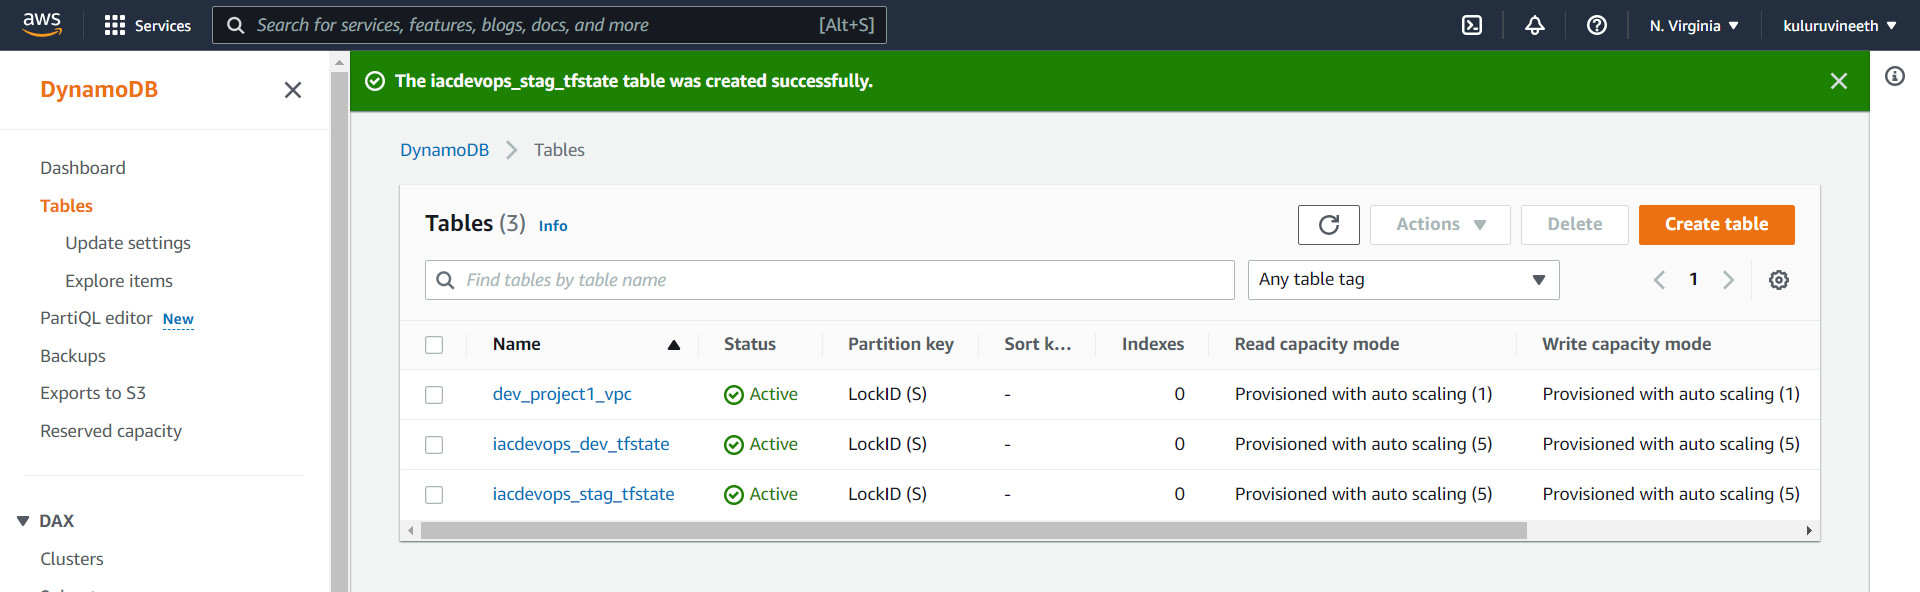 aws
Services
Search for services, features, blogs, docs, and more [Alt+S]
N. Virginia
kuluruvineeth
DynamoDB
Dashboard
Tables
Update settings
Explore items
PartiQL editor New
Backups
Exports to S3
Reserved capacity
DAX
Clusters
The iacdevops_stag_tfstate table was created successfully.
DynamoDB > Tables
Tables (3) Info
Actions
Delete
Create table
Find tables by table name
Any table tag
1
Name Status Partition key Sort k... Indexes Read capacity mode Write capacity mode
dev_project1_vpc Active LockID (S) - 0 Provisioned with auto scaling (1) Provisioned with auto scaling (1)
iacdevops_dev_tfstate Active LockID (S) - 0 Provisioned with auto scaling (5) Provisioned with auto scaling (5)
iacdevops_stag_tfstate Active LockID (S) - 0 Provisioned with auto scaling (5) Provisioned with auto scaling (5)